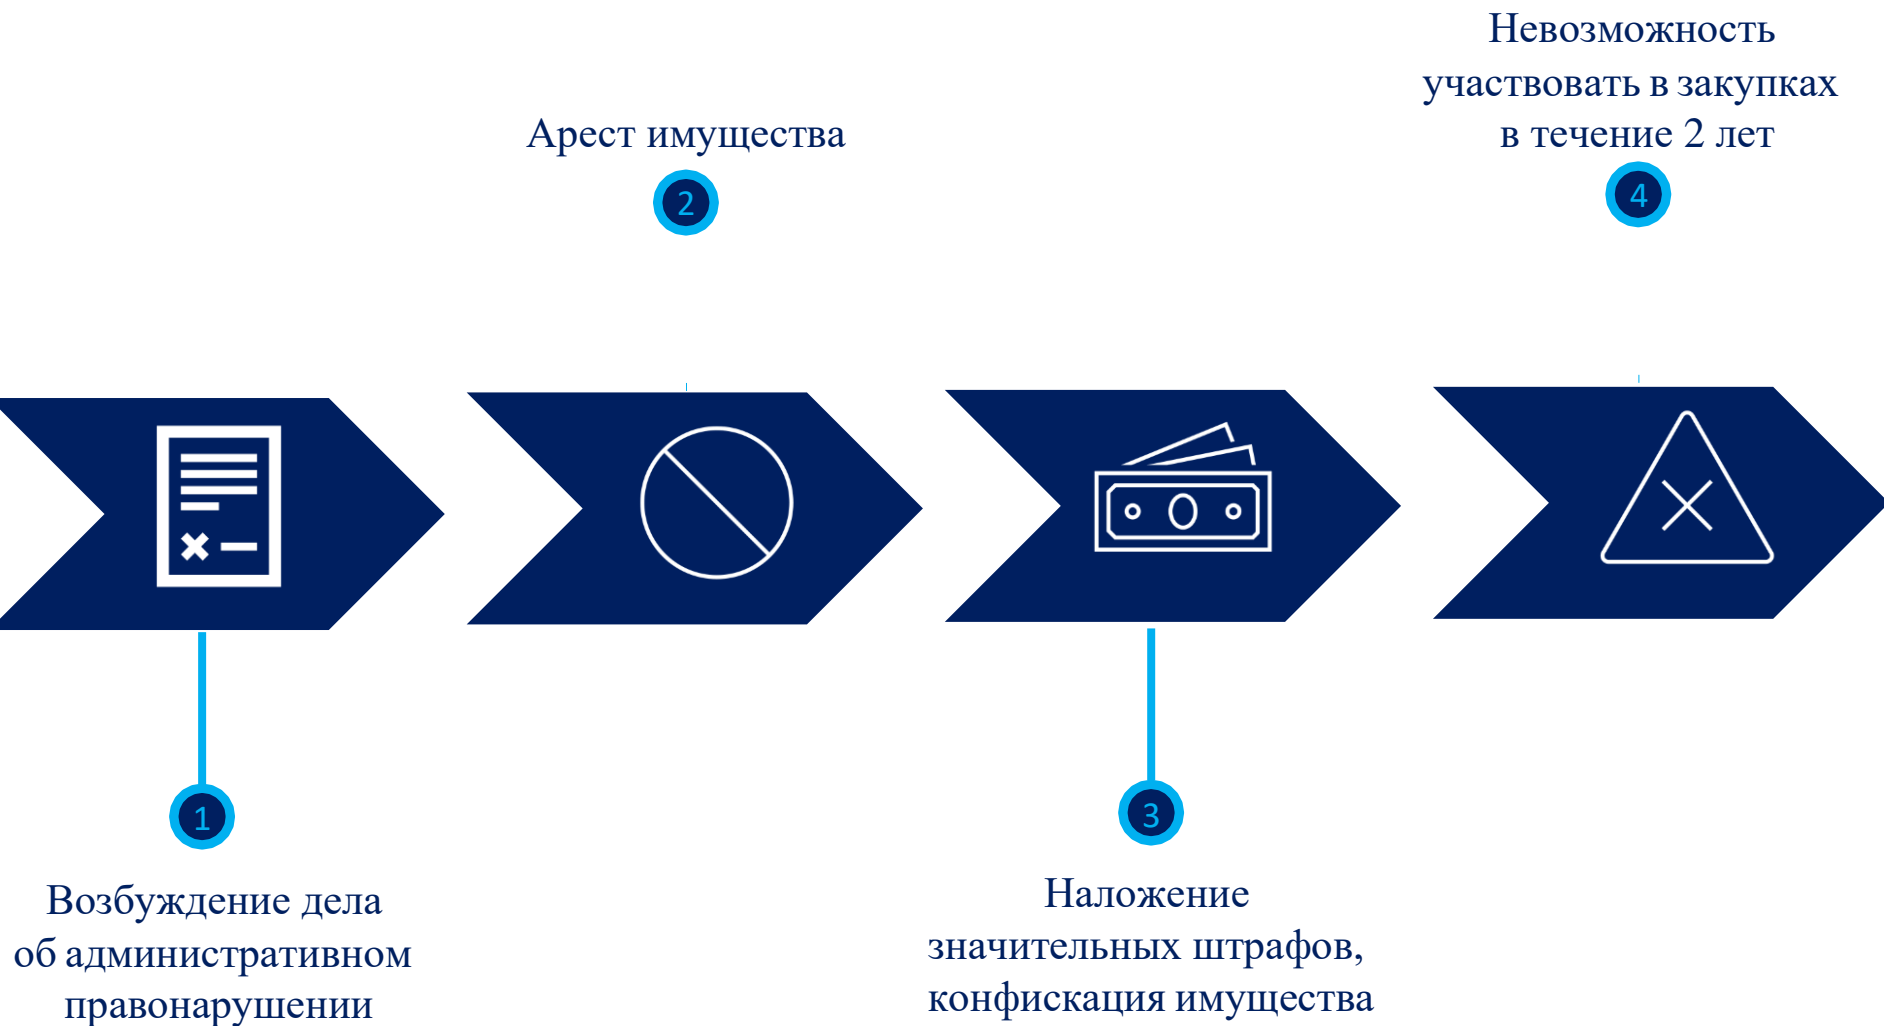 Возбуждение дела
об административном
правонарушении
1
Арест имущества
2
Наложение
значительных штрафов,
конфискация имущества
3
Невозможность
участвовать в закупках
в течение 2 лет
4